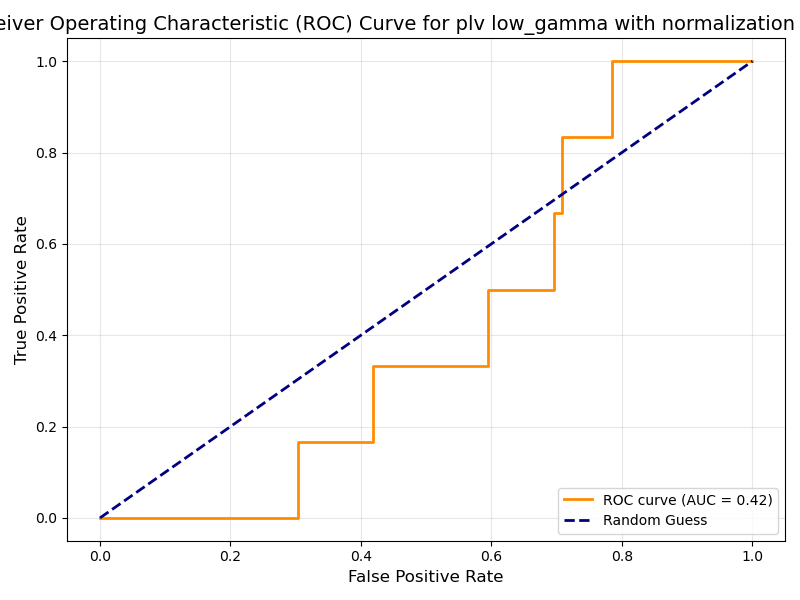 eiver Operating Characteristic (ROC) Curve for plv low_gamma with normalization
1.0
0.8
0.6
0.4
0.2
0.0
True Positive Rate
0.0 0.2 0.4 0.6 0.8 1.0
False Positive Rate
ROC curve (AUC = 0.42)
Random Guess